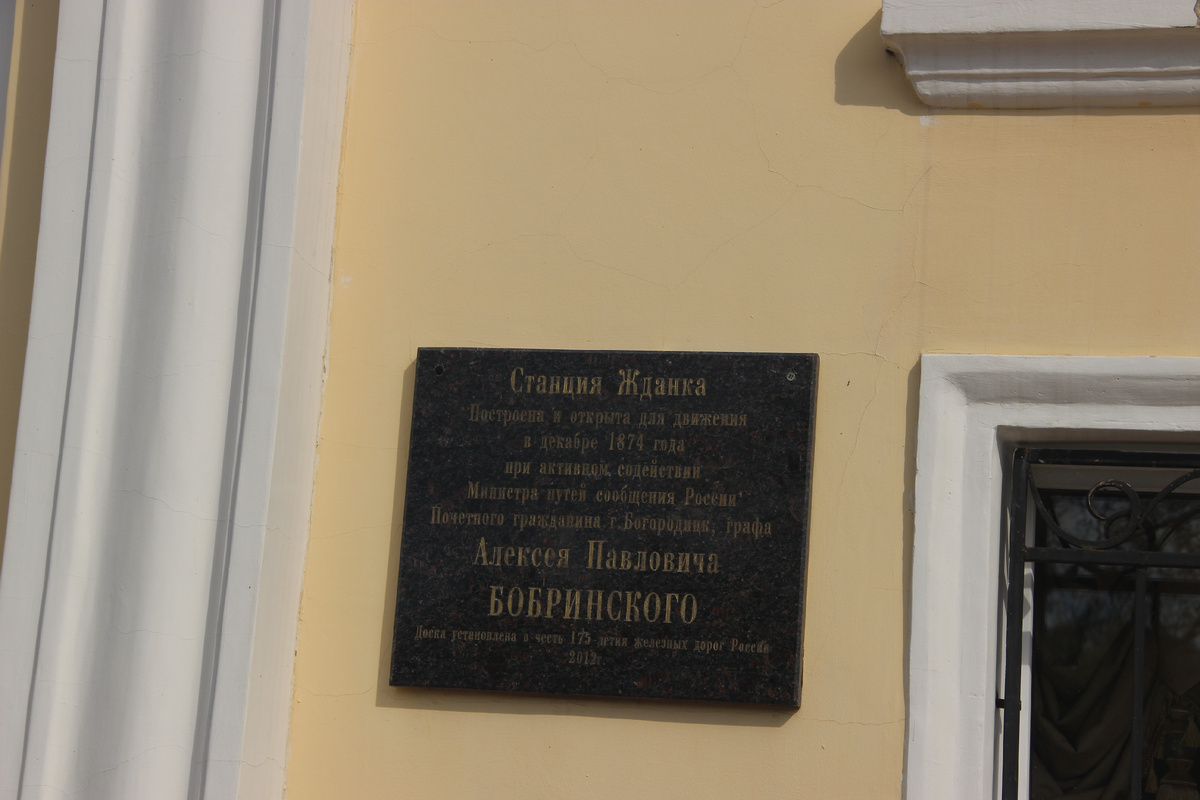 Станция Жданка
Построена и открыта для движения
в декабре 1874 года
при активном содействии
Министра путей сообщения России
Почетного гражданина г.Богородицк, графа
Алексея Павловича
БОБРИНСКОГО
Доска установлена в честь 175-летия железных дорог России
2012г.